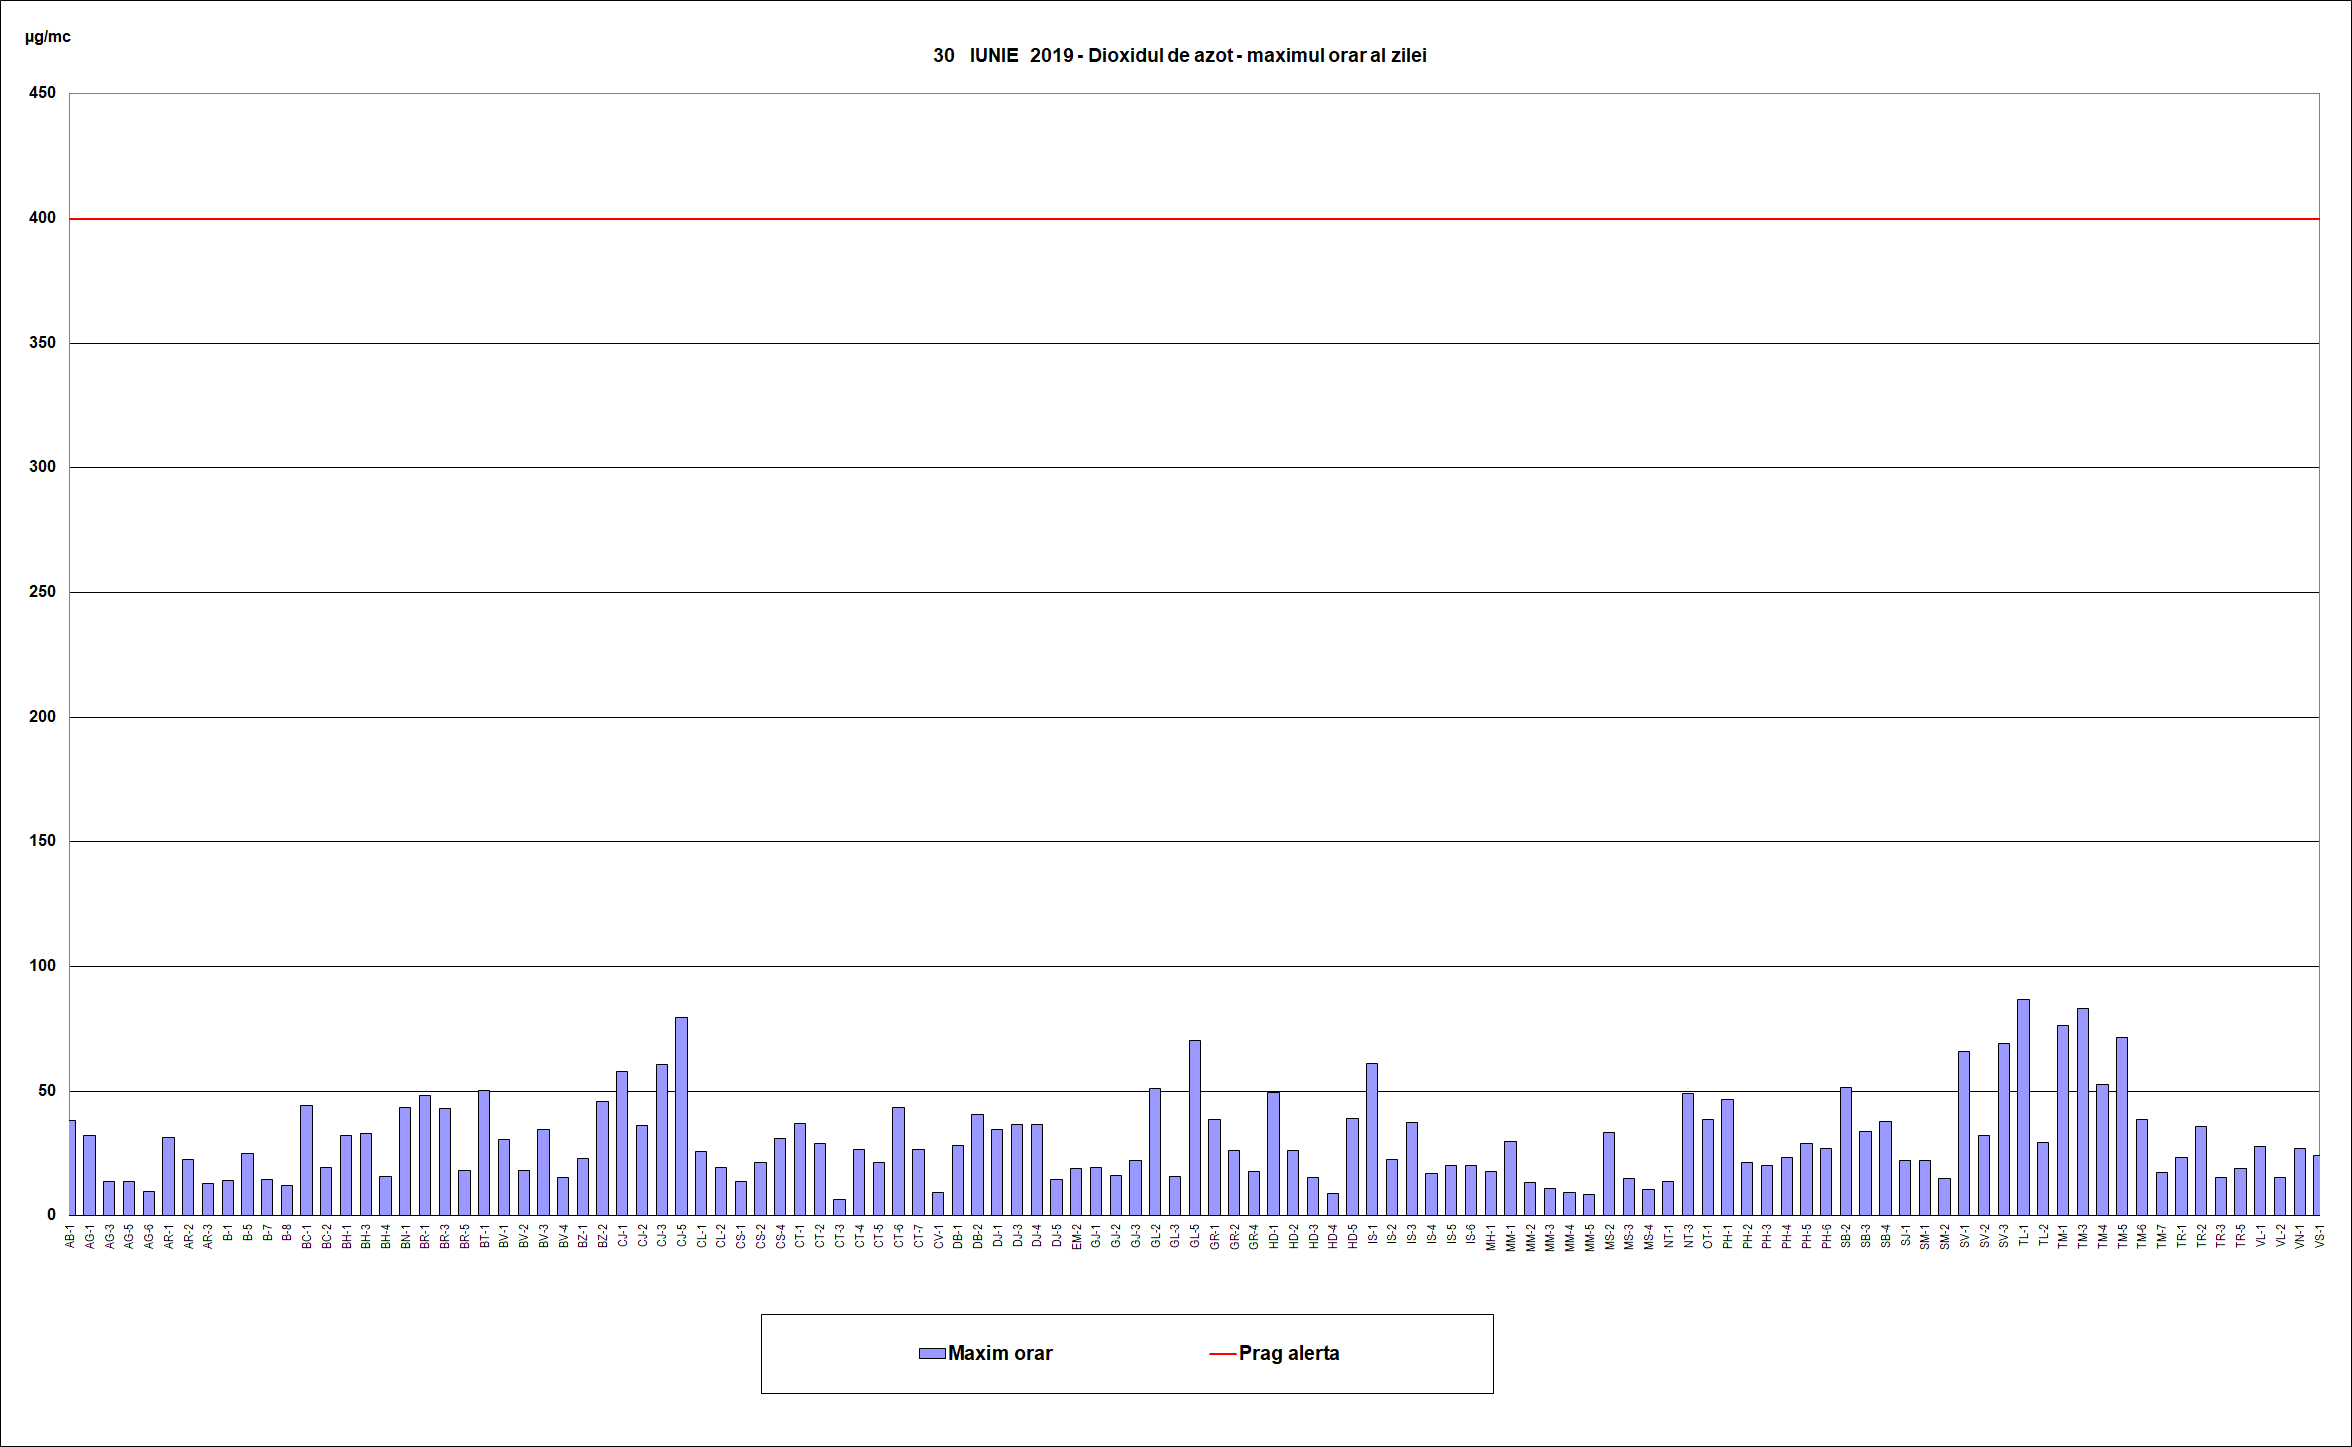 µg/mc
30 IUNIE 2019 - Dioxidul de azot - maximul orar al zilei
450
400
350
300
250
200
150
100
50
0
AB-1 AG-1 AG-3 AG-5 AG-6 AR-1 AR-2 AR-3 B-1 B-5 B-7 B-8 BC-1 BC-2 BH-1 BH-3 BH-4 BN-1 BR-1 BR-3 BR-5 BT-1 BV-1 BV-2 BV-3 BV-4 BZ-1 BZ-2 CJ-1 CJ-2 CJ-3 CJ-5 CL-1 CL-2 CS-1 CS-2 CS-4 CT-1 CT-2 CT-3 CT-4 CT-5 CT-6 CT-7 CV-1 DB-1 DB-2 DJ-1 DJ-3 DJ-4 DJ-5 EM-2 GJ-1 GJ-2 GJ-3 GL-2 GL-3 GL-5 GR-1 GR-2 GR-4 HD-1 HD-2 HD-3 HD-4 HD-5 IS-1 IS-2 IS-3 IS-4 IS-5 IS-6 MH-1 MM-1 MM-2 MM-3 MM-4 MM-5 MS-2 MS-3 MS-4 NT-1 NT-3 OT-1 PH-1 PH-2 PH-3 PH-4 PH-5 PH-6 SB-2 SB-3 SB-4 SJ-1 SM-1 SM-2 SV-1 SV-2 SV-3 TL-1 TL-2 TM-1 TM-3 TM-4 TM-5 TM-6 TM-7 TR-1 TR-2 TR-3 TR-5 VL-1 VL-2 VN-1 VS-1
Maxim orar Prag alerta